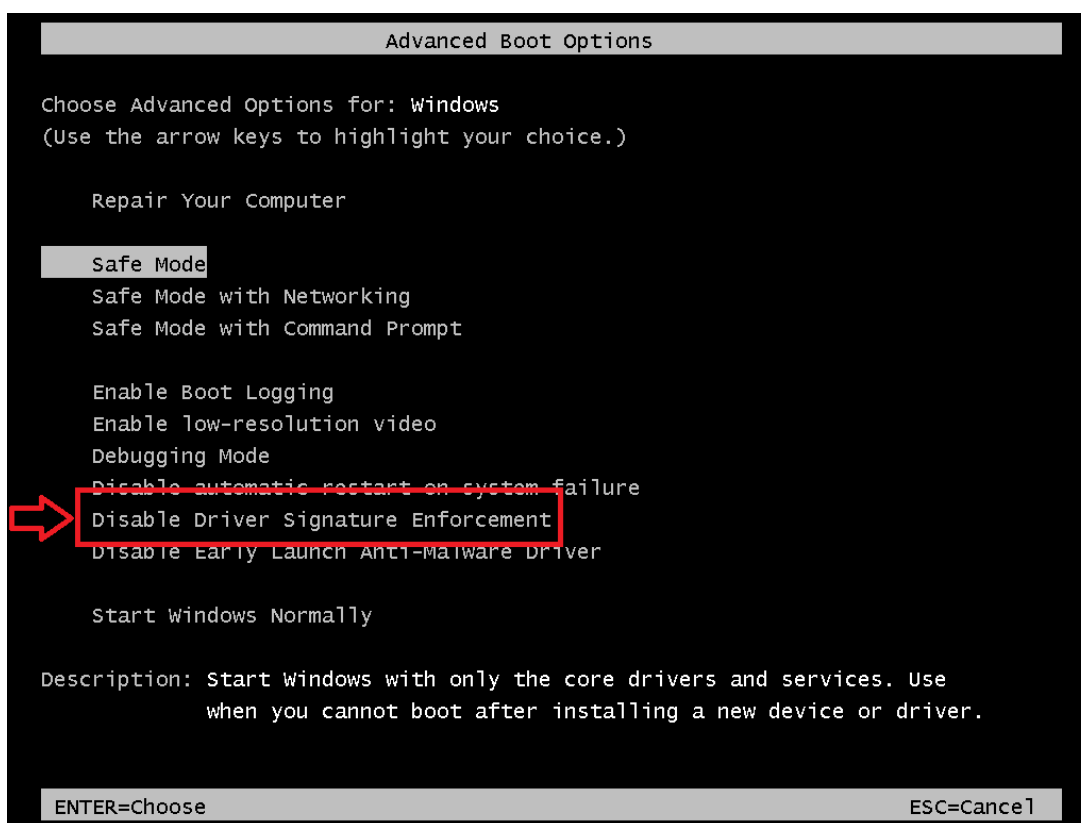 Advanced Boot Options
Choose Advanced Options for: Windows
(Use the arrow keys to highlight your choice.)
Repair Your Computer
Safe Mode
Safe Mode with Networking
Safe Mode with Command Prompt
Enable Boot Logging
Enable low-resolution video
Debugging Mode
Disable automatic restart on system failure
Disable Driver Signature Enforcement
Disable Early Launch Anti-Malware Driver
Start Windows Normally
Description: Start Windows with only the core drivers and services. Use
when you cannot boot after installing a new device or driver.
ENTER=Choose ESC=Cancel